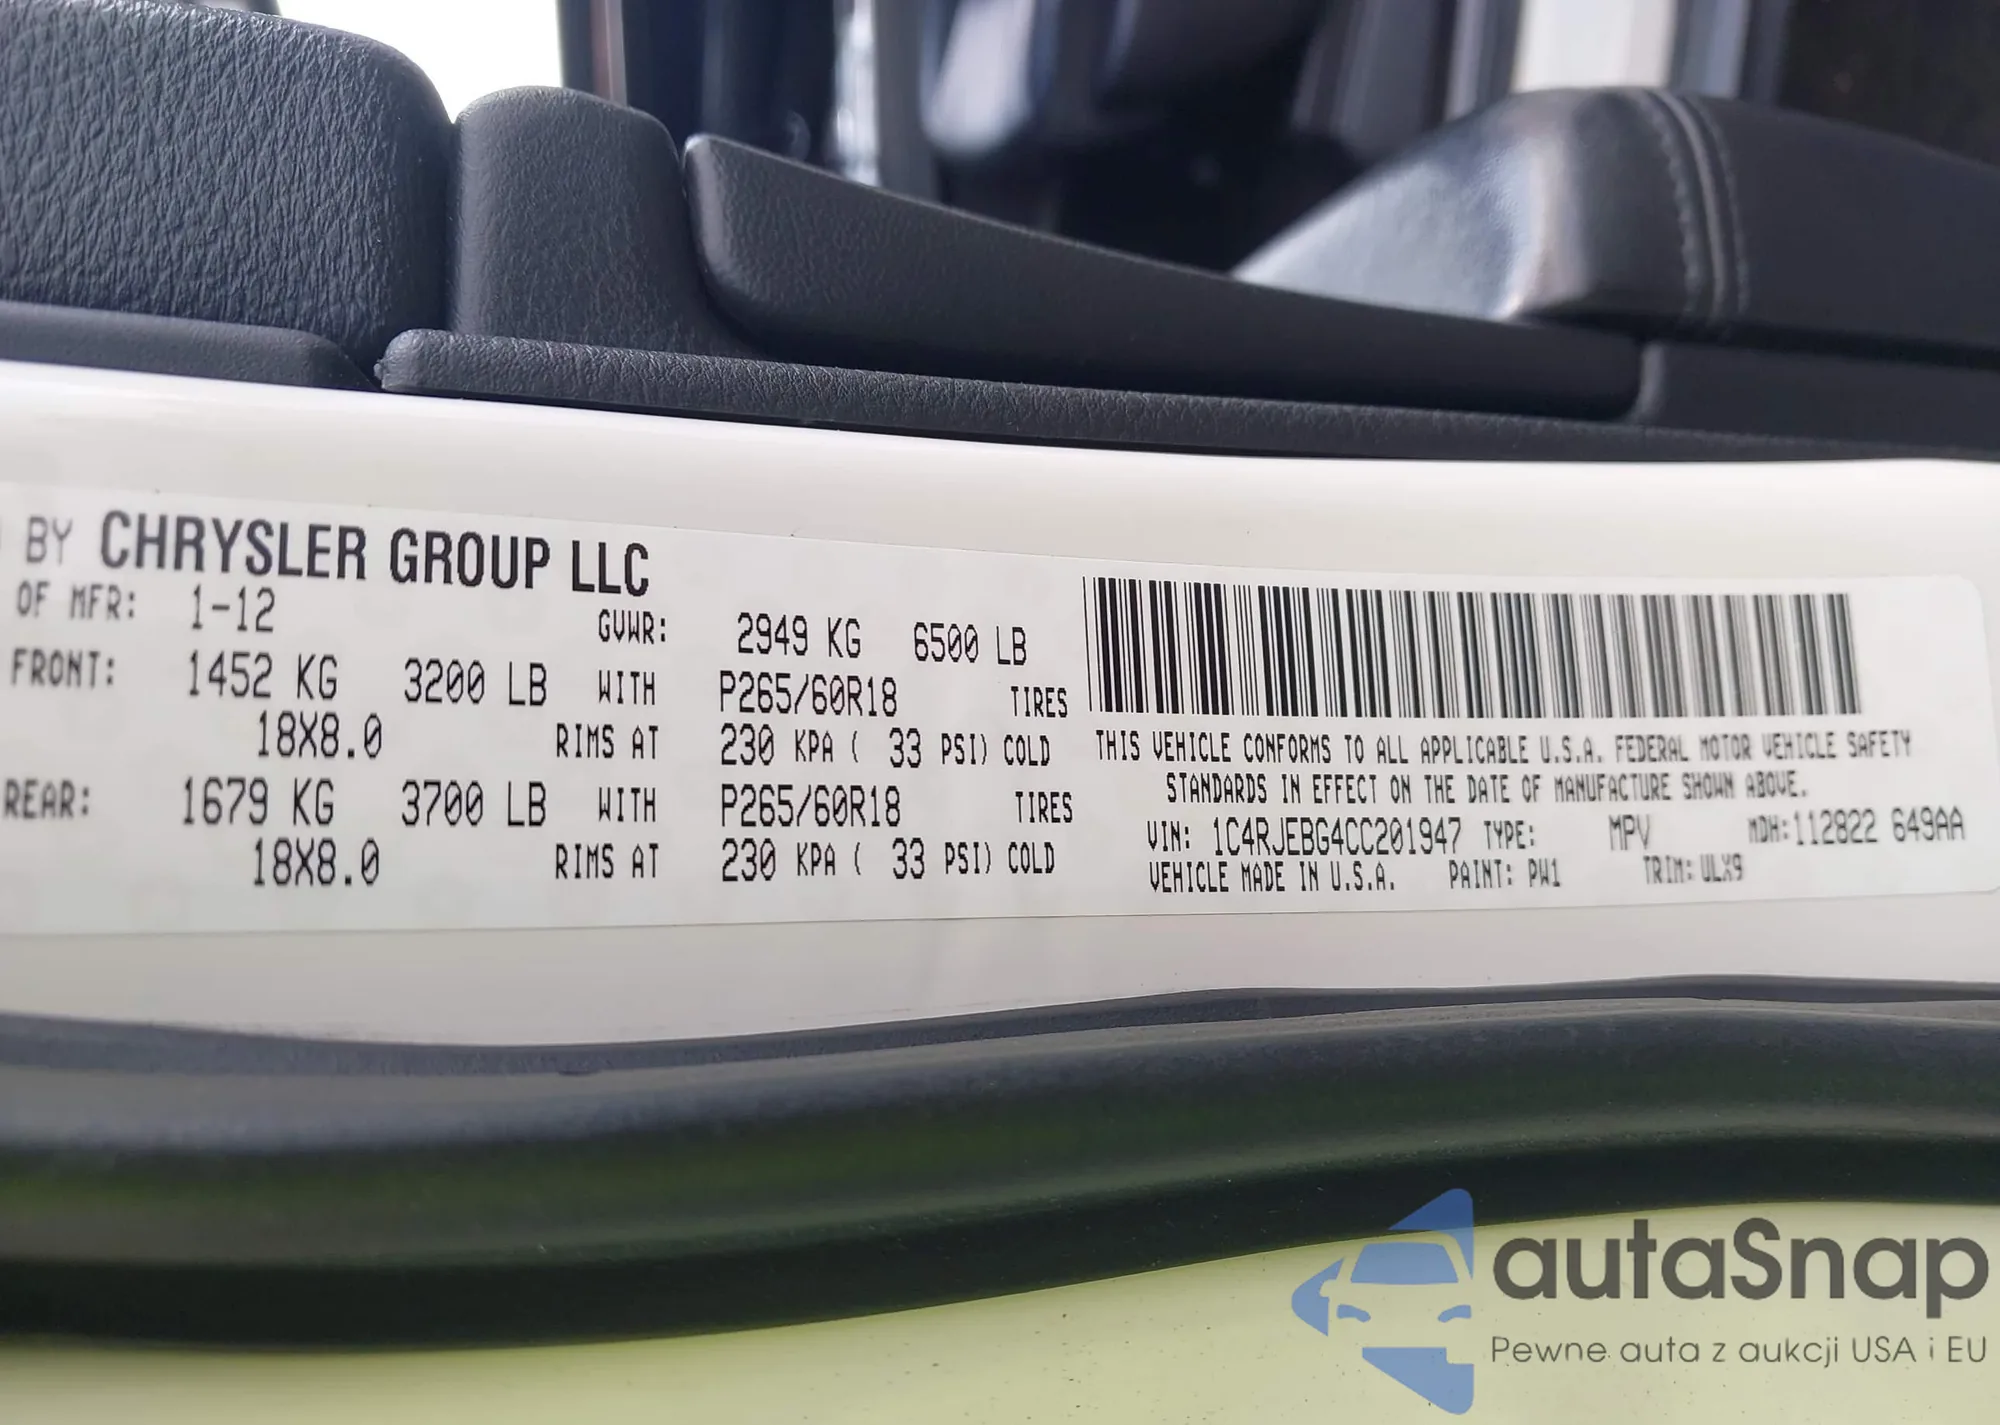 BY CHRYSLER GROUP LLC
OF MFR: 1-12 GVWR: 2949 KG 6500 LB
FRONT: 1452 KG 3200 LB WITH P265/60R18 TIRES
18X8.0 RIMS AT 230 KPA ( 33 PSI) COLD
REAR: 1679 KG 3700 LB WITH P265/60R18 TIRES
18X8.0 RIMS AT 230 KPA ( 33 PSI) COLD
THIS VEHICLE CONFORMS TO ALL APPLICABLE U.S.A. FEDERAL MOTOR VEHICLE SAFETY
STANDARDS IN EFFECT ON THE DATE OF MANUFACTURE SHOWN ABOVE.
VIN: 1C4RJEBG4CC201947 TYPE: MPV MDH:112822 649AA
VEHICLE MADE IN U.S.A. PAINT: PW1 TRIM: ULX9
autaSnap
Pewne auta z aukcji USA i EU